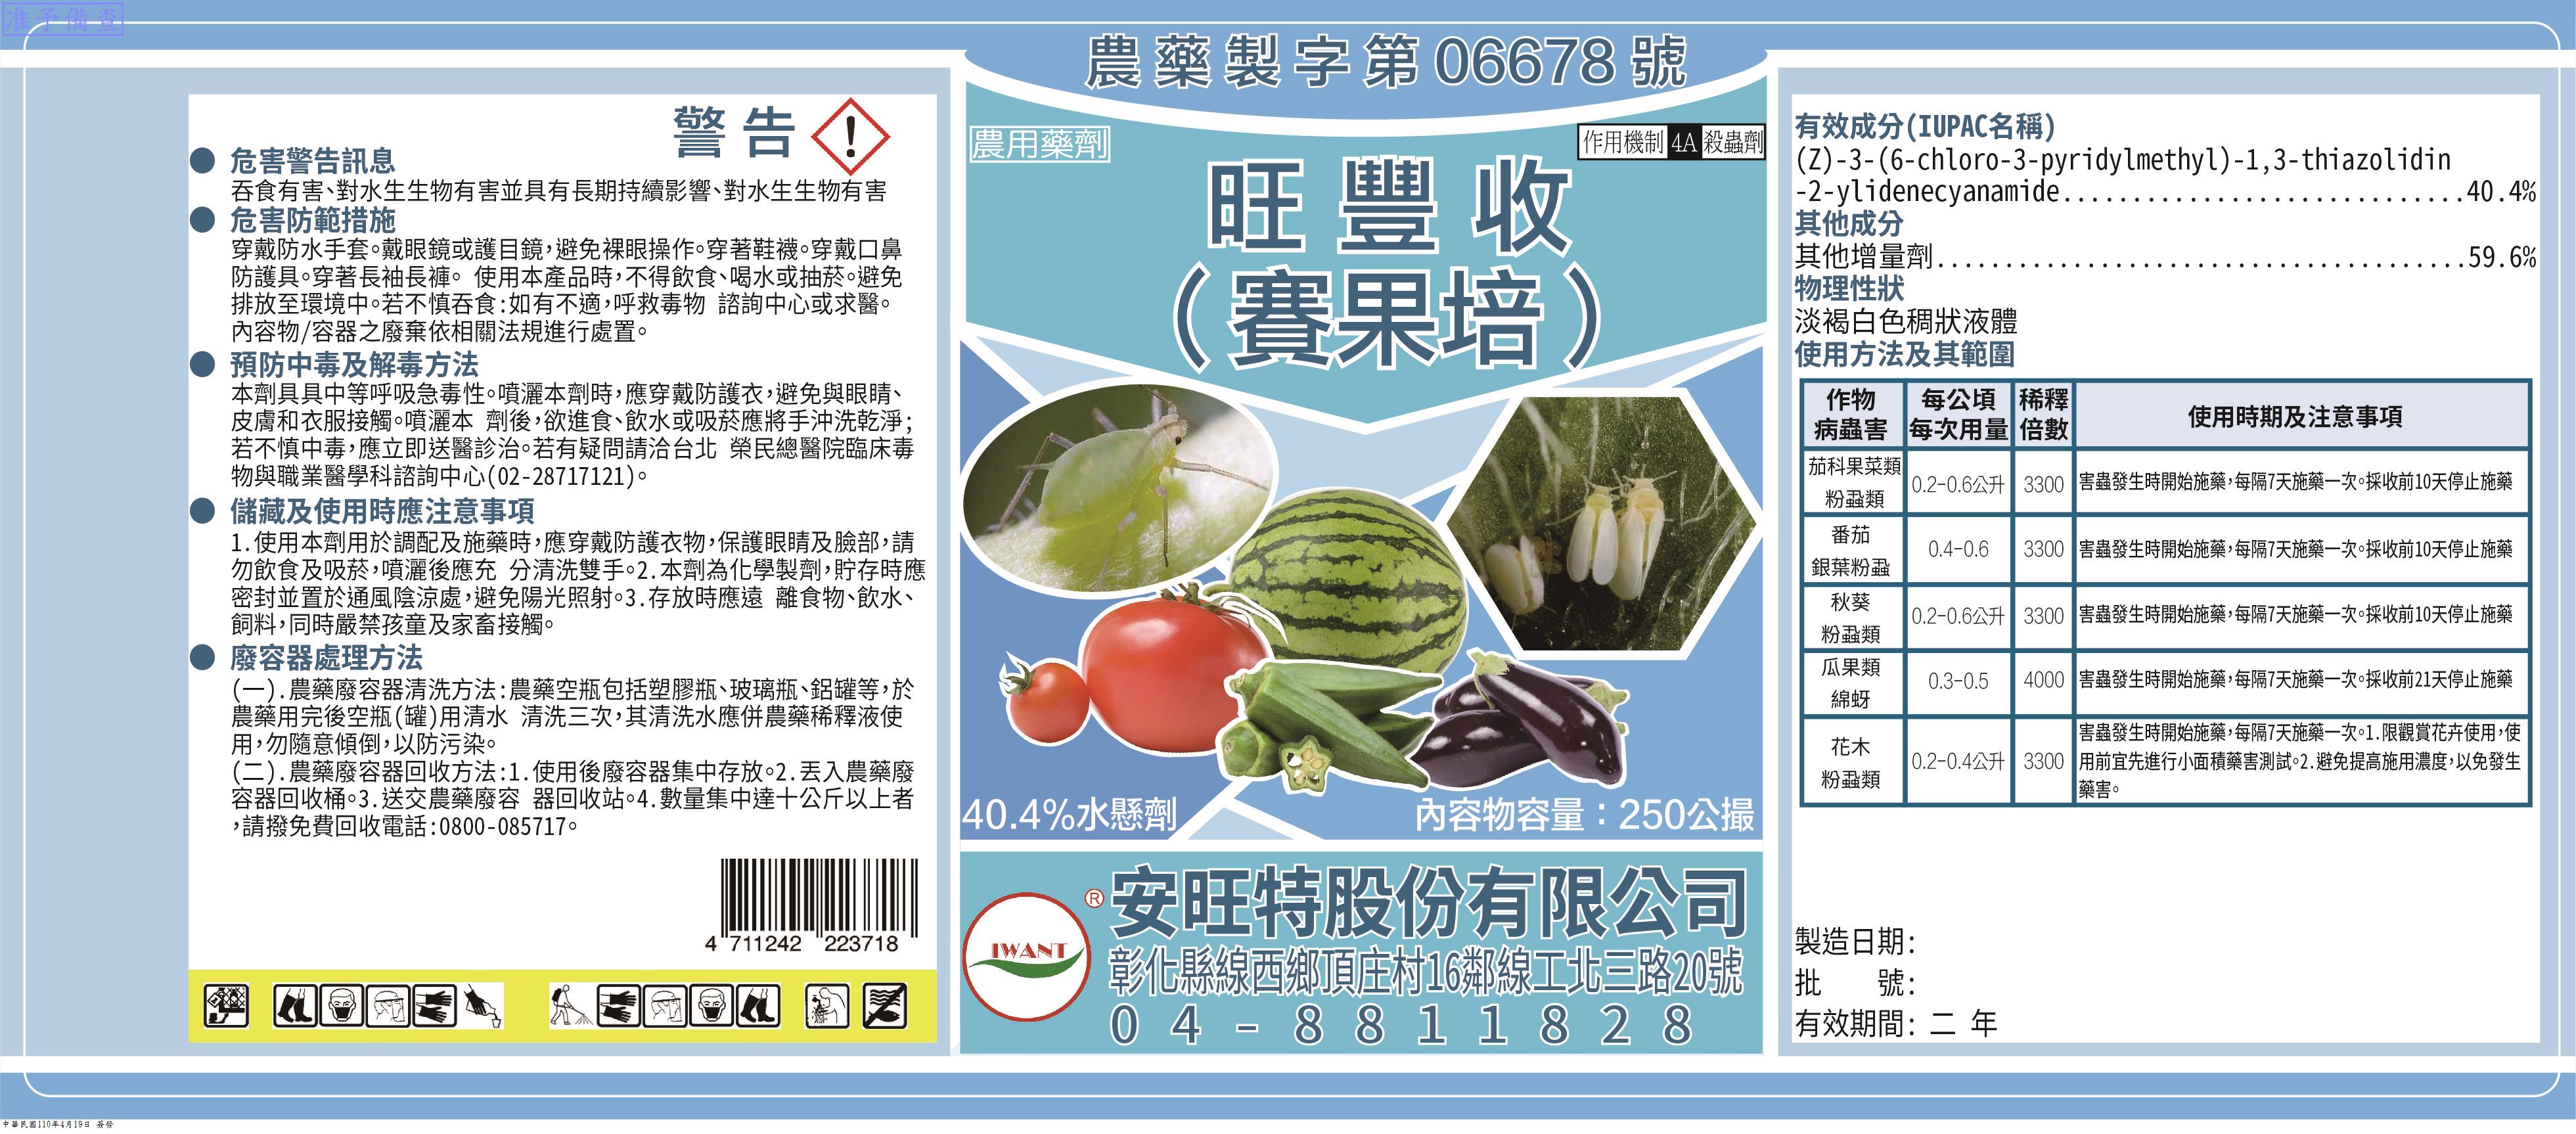 准予備查
警告
● 危害警告訊息
吞食有害、對水生生物有害並具有長期持續影響、對水生生物有害
● 危害防範措施
穿戴防水手套。戴眼鏡或護目鏡,避免裸眼操作。穿著鞋襪。穿戴口鼻
防護具。穿著長袖長褲。 使用本產品時,不得飲食、喝水或抽菸。避免
排放至環境中。若不慎吞食:如有不適,呼救毒物 諮詢中心或求醫。
內容物/容器之廢棄依相關法規進行處置。
● 預防中毒及解毒方法
本劑具具中等呼吸急毒性。噴灑本劑時,應穿戴防護衣,避免與眼睛、
皮膚和衣服接觸。噴灑本 劑後,欲進食、飲水或吸菸應將手沖洗乾淨;
若不慎中毒,應立即送醫診治。若有疑問請洽台北 榮民總醫院臨床毒
物與職業醫學科諮詢中心(02-28717121)。
● 儲藏及使用時應注意事項
1.使用本劑用於調配及施藥時,應穿戴防護衣物,保護眼睛及臉部,請
勿飲食及吸菸,噴灑後應充 分清洗雙手。2.本劑為化學製劑,貯存時應
密封並置於通風陰涼處,避免陽光照射。3.存放時應遠 離食物、飲水、
飼料,同時嚴禁孩童及家畜接觸。
● 廢容器處理方法
(一).農藥廢容器清洗方法:農藥空瓶包括塑膠瓶、玻璃瓶、鋁罐等,於
農藥用完後空瓶(罐)用清水 清洗三次,其清洗水應併農藥稀釋液使
用,勿隨意傾倒,以防污染。
(二).農藥廢容器回收方法:1.使用後廢容器集中存放。2.丟入農藥廢
容器回收桶。3.送交農藥廢容 器回收站。4.數量集中達十公斤以上者
,請撥免費回收電話:0800-085717。
4 711242 223718
農藥製字第06678號
農用藥劑
作用機制 4A 殺蟲劑
旺豐收
(賽果培)
40.4%水懸劑
內容物容量:250公撮
IWANT ®
安旺特股份有限公司
彰化縣線西鄉頂庄村16鄰線工北三路20號
04-8811828
有效成分(IUPAC名稱)
(Z)-3-(6-chloro-3-pyridylmethyl)-1,3-thiazolidin
-2-ylidenecyanamide..............................40.4%
其他成分
其他增量劑.......................................59.6%
物理性狀
淡褐白色稠狀液體
使用方法及其範圍
作物 每公頃 稀釋 使用時期及注意事項
病蟲害 每次用量 倍數
茄科果菜類
粉蝨類 0.2-0.6公升 3300 害蟲發生時開始施藥,每隔7天施藥一次。採收前10天停止施藥
番茄
銀葉粉蝨 0.4-0.6 3300 害蟲發生時開始施藥,每隔7天施藥一次。採收前10天停止施藥
秋葵
粉蝨類 0.2-0.6公升 3300 害蟲發生時開始施藥,每隔7天施藥一次。採收前10天停止施藥
瓜果類
綿蚜 0.3-0.5 4000 害蟲發生時開始施藥,每隔7天施藥一次。採收前21天停止施藥
花木
粉蝨類 0.2-0.4公升 3300 害蟲發生時開始施藥,每隔7天施藥一次。1.限觀賞花卉使用,使
用前宜先進行小面積藥害測試。2.避免提高施用濃度,以免發生
藥害。
製造日期:
批 號:
有效期間: 二 年
中華民國110年4月19日 簽發